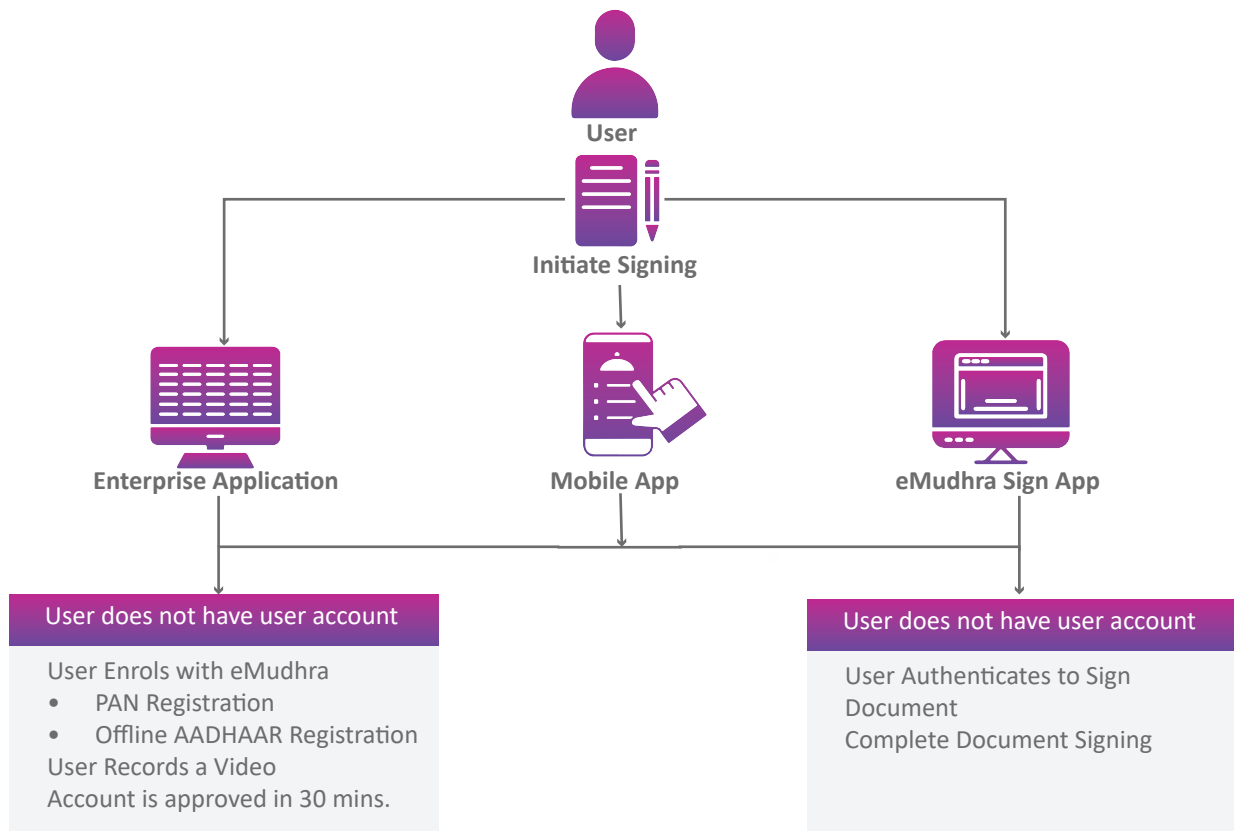 User
Initiate Signing
Enterprise Application
Mobile App
eMudhra Sign App
User does not have user account
User Enrols with eMudhra
• PAN Registration
• Offline AADHAAR Registration
User Records a Video
Account is approved in 30 mins.
User does not have user account
User Authenticates to Sign
Document
Complete Document Signing